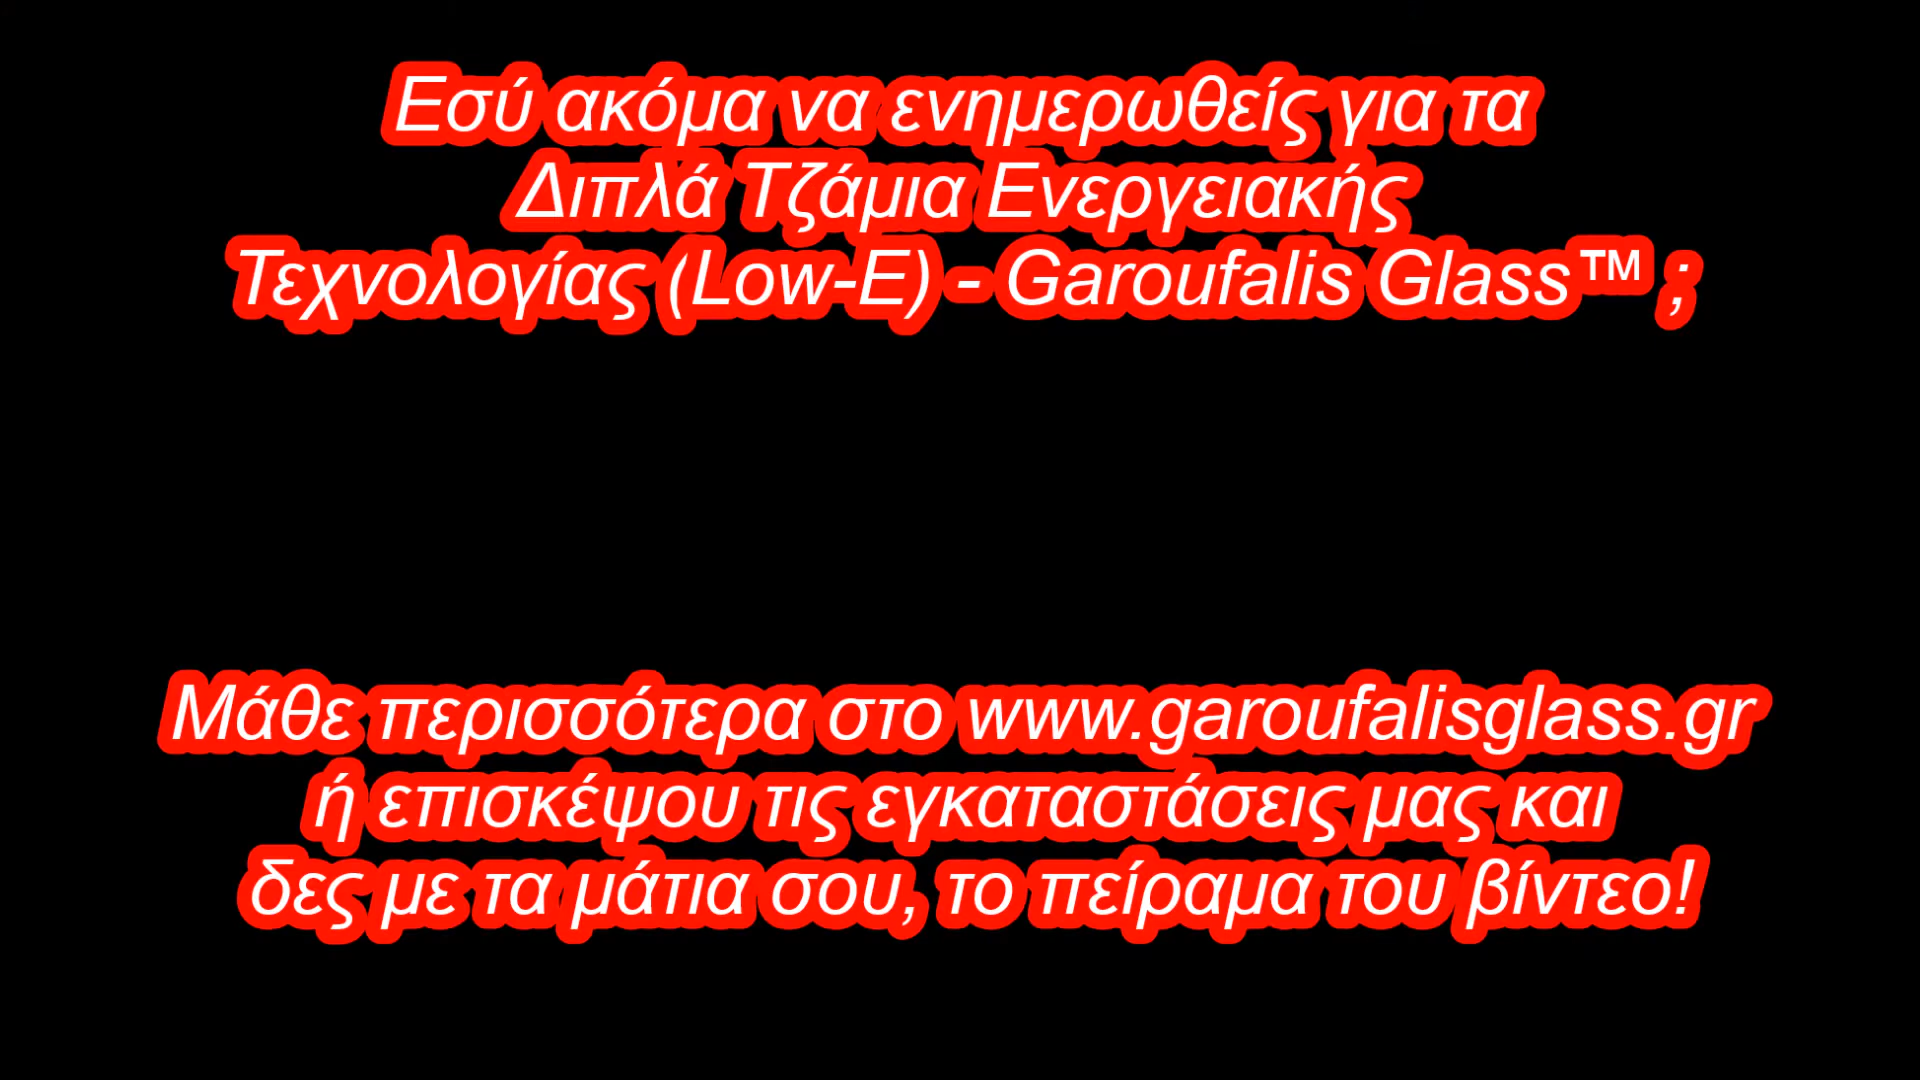 Εσύ ακόμα να ενημερωθείς για τα
Διπλά Τζάμια Ενεργειακής
Τεχνολογίας (Low-E) - Garoufalis Glass™ ;
Μάθε περισσότερα στο www.garoufalisglass.gr
ή επισκέψου τις εγκαταστάσεις μας και
δες με τα μάτια σου, το πείραμα του βίντεο!